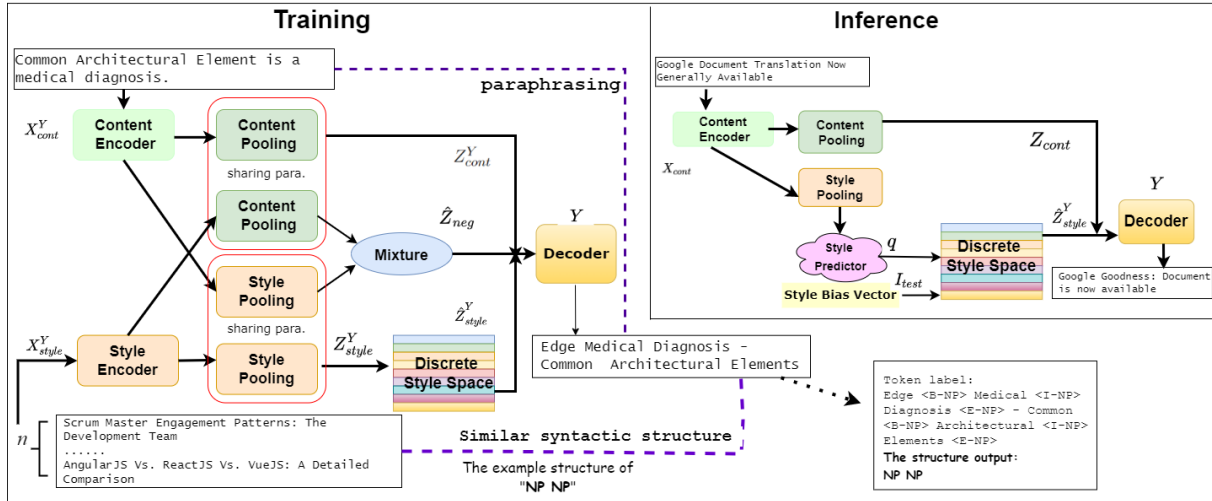 Training
Common Architectural Element is a
medical diagnosis.
paraphrasing
X^Y_cont
Content
Encoder
Content
Pooling
sharing para.
Content
Pooling
Z^Y_cont
Ẑ_neg
Mixture
Y
Decoder
Style
Pooling
sharing para.
Style
Pooling
X^Y_style
Style
Encoder
Z^Y_style
Ẑ^Y_style
Discrete
Style Space
Edge Medical Diagnosis -
Common Architectural Elements
n
Scrum Master Engagement Patterns: The
Development Team
......
AngularJS Vs. ReactJS Vs. VueJS: A Detailed
Comparison
Similar syntactic structure
The example structure of
"NP NP"
Inference
Google Document Translation Now
Generally Available
Content
Encoder
Content
Pooling
X_cont
Z_cont
Style
Pooling
Style
Predictor
q
Style Bias Vector
I_test
Discrete
Style Space
Ẑ^Y_style
Y
Decoder
Google Goodness: Document
is now available
Token label:
Edge <B-NP> Medical <I-NP>
Diagnosis <E-NP> - Common
<B-NP> Architectural <I-NP>
Elements <E-NP>
The structure output:
NP NP